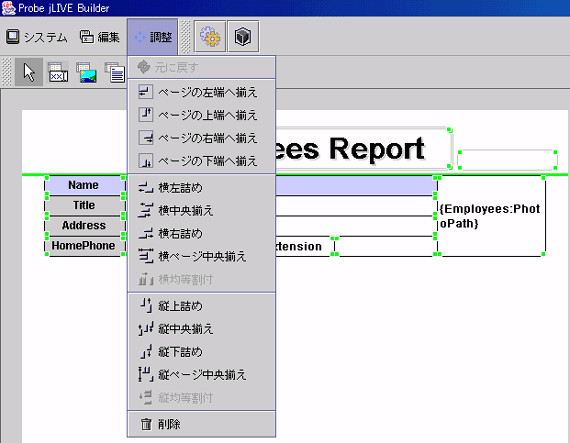 Probe jLIVE Builder
システム 編集 調整
元に戻す
ページの左端へ揃え
ページの上端へ揃え
ページの右端へ揃え
ページの下端へ揃え
横左詰め
横中央揃え
横右詰め
横ページ中央揃え
横均等割付
縦上詰め
縦中央揃え
縦下詰め
縦ページ中央揃え
縦均等割付
削除
ees Report
Name
Title
Address
HomePhone
xtension
{Employees:Phot
oPath}